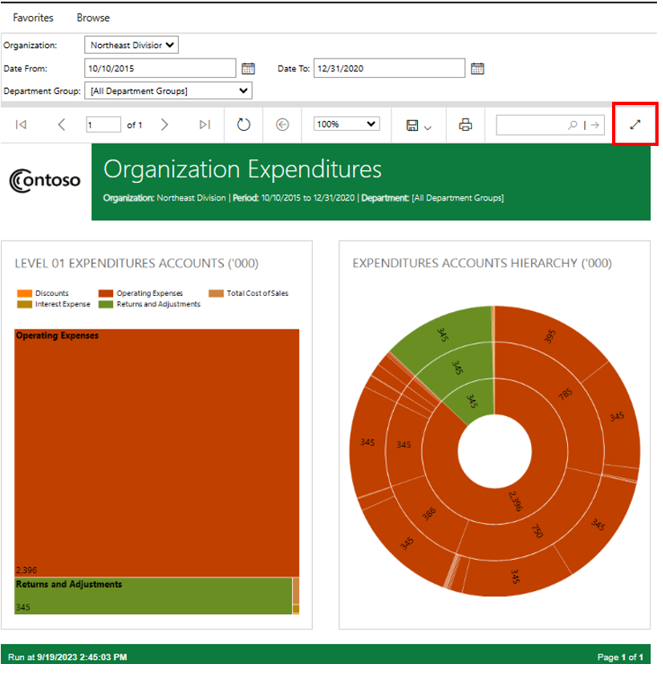 Favorites Browse
Organization: Northeast Division
Date From: 10/10/2015 Date To: 12/31/2020
Department Group: [All Department Groups]
1 of 1 100%
Contoso
Organization Expenditures
Organization: Northeast Division | Period: 10/10/2015 to 12/31/2020 | Department: [All Department Groups]
LEVEL 01 EXPENDITURES ACCOUNTS ('000)
Discounts Operating Expenses Total Cost of Sales
Interest Expense Returns and Adjustments
Operating Expenses
2,396
Returns and Adjustments
345
EXPENDITURES ACCOUNTS HIERARCHY ('000)
345
395
345
785
345
345
345
345
2,396
386
750
345
345
345
Run at 9/19/2023 2:45:03 PM Page 1 of 1